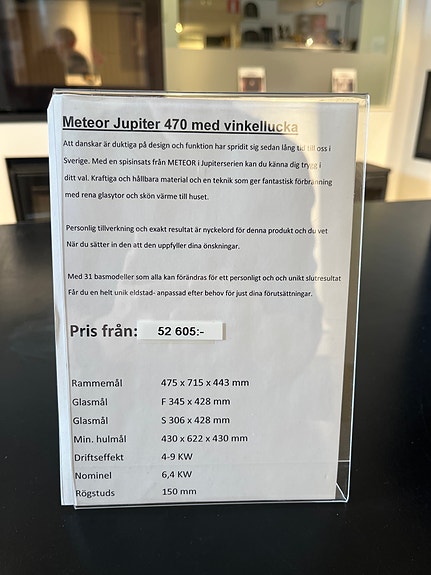 Meteor Jupiter 470 med vinkellucka
Att danskar är duktiga på design och funktion har spridit sig sedan lång tid till oss i
Sverige. Med en spisinsats från METEOR i Jupiterserien kan du känna dig trygg i
ditt val. Kraftiga och hållbara material och en teknik som ger fantastisk förbränning
med rena glasytor och skön värme till huset.
Personlig tillverkning och exakt resultat är nyckelord för denna produkt och du vet
När du sätter in den att den uppfyller dina önskningar.
Med 31 basmodeller som alla kan förändras för ett personligt och och unikt slutresultat
Får du en helt unik eldstad- anpassad efter behov för just dina förutsättningar.
Pris från: 52 605:-
Rammemål 475 x 715 x 443 mm
Glasmål F 345 x 428 mm
Glasmål S 306 x 428 mm
Min. hulmål 430 x 622 x 430 mm
Driftseffekt 4-9 KW
Nominel 6,4 KW
Rögstuds 150 mm